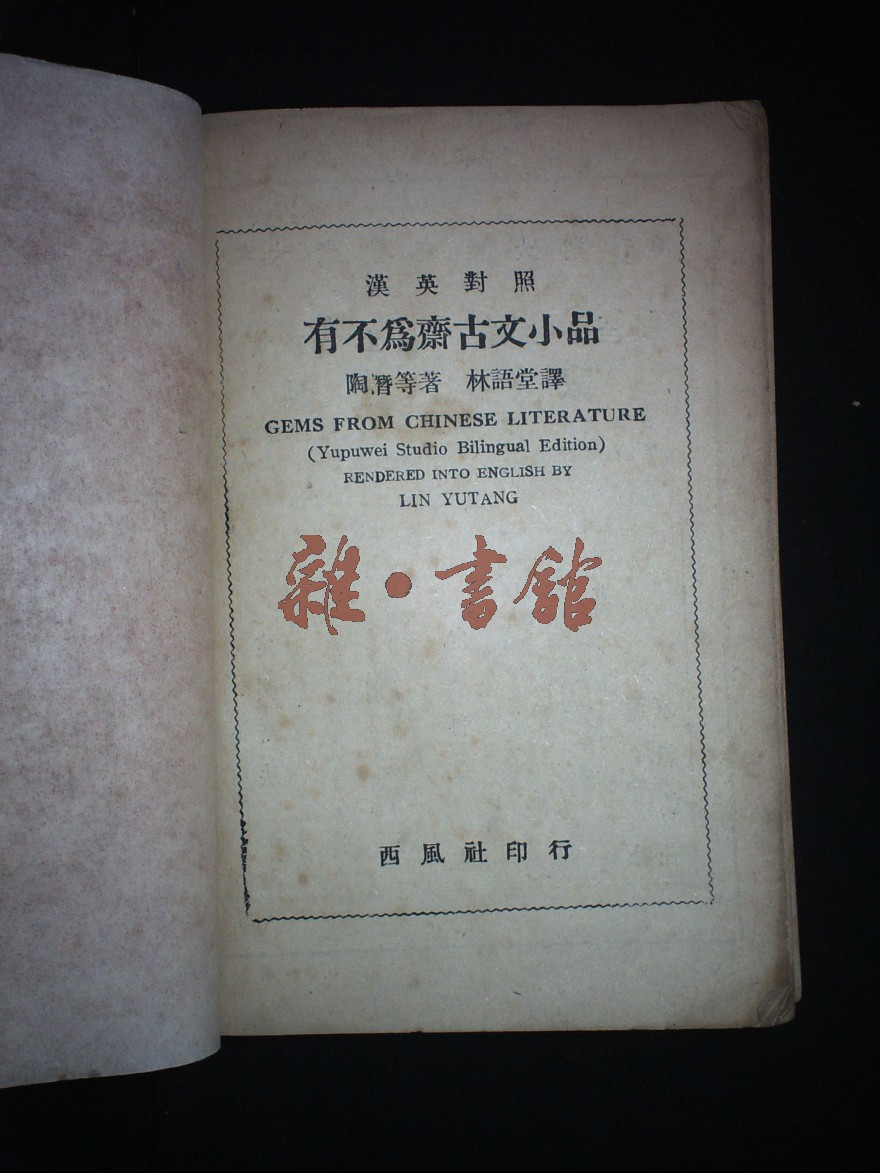 漢英對照
有不爲齋古文小品
陶潛等著 林語堂譯
GEMS FROM CHINESE LITERATURE
(Yupuwei Studio Bilingual Edition)
RENDERED INTO ENGLISH BY
LIN YUTANG
雜·書館
西風社印行